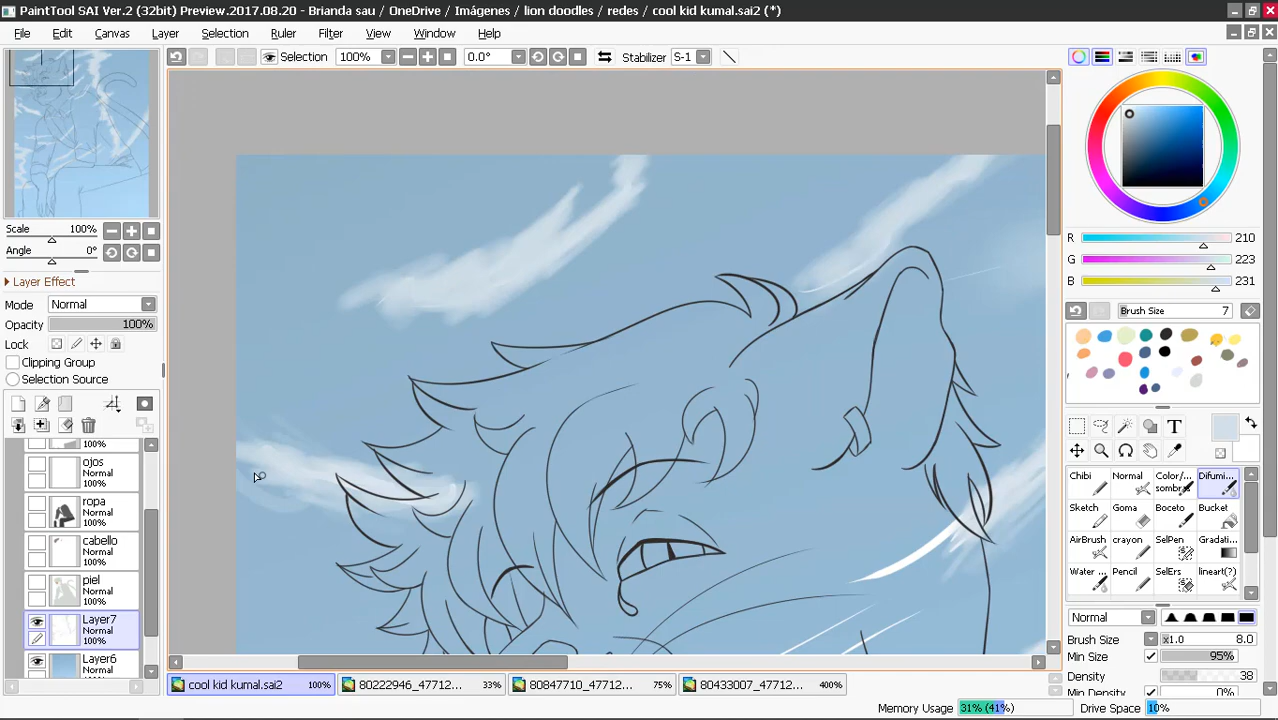 PaintTool SAI Ver.2 (32bit) Preview.2017.08.20 - Brianda sau / OneDrive / Imágenes / lion doodles / redes / cool kid kumal.sai2 (*)
File Edit Canvas Layer Selection Ruler Filter View Window Help
Selection 100% 0.0° Stabilizer S-1
Scale 100%
Angle 0°
Layer Effect
Mode Normal
Opacity 100%
Lock
Clipping Group
Selection Source
100%
ojos
Normal
100%
ropa
Normal
100%
cabello
Normal
100%
piel
Normal
100%
Layer7
Normal
100%
Layer6
Normal
100%
R 210
G 223
B 231
Brush Size 7
T
Chibi Normal Color/... sombr... Difumi...
Sketch Goma Boceto Bucket
AirBrush crayon SelPen Gradati...
Water ... Pencil SelErs lineart(?)
Normal
Brush Size x1.0 8.0
Min Size 95%
Density 38
Min Density 0%
cool kid kumal.sai2 100% 80222946_47712... 33% 80847710_47712... 75% 80433007_47712... 400%
Memory Usage 31% (41%) Drive Space 10%